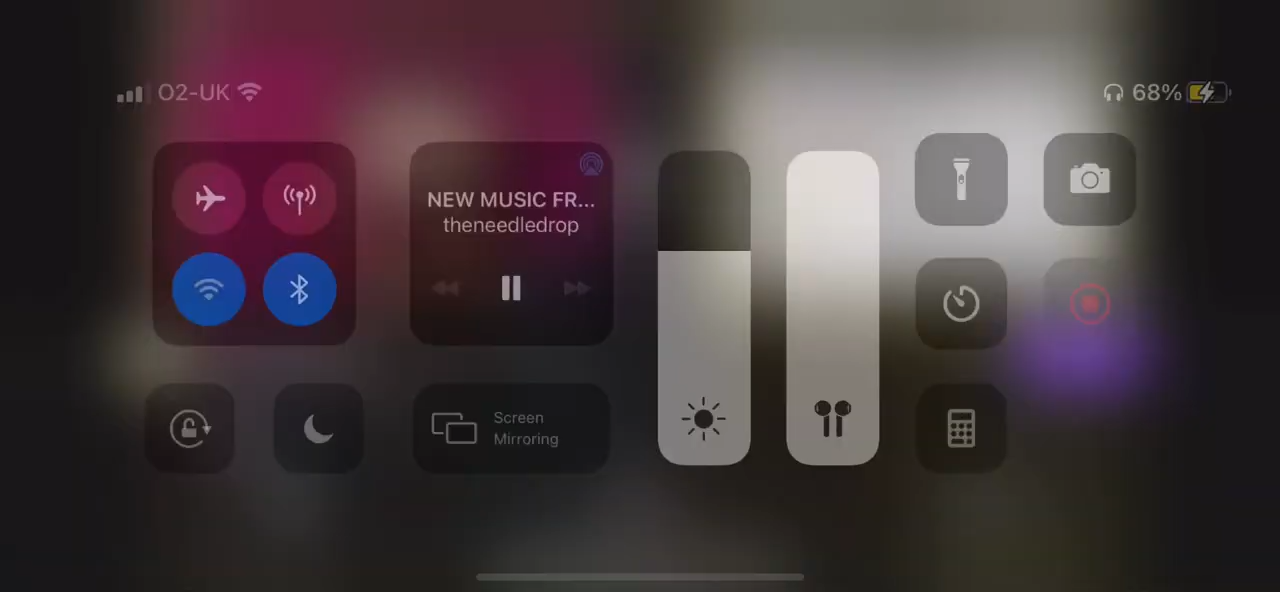 O2-UK
68%
NEW MUSIC FR...
theneedledrop
Screen
Mirroring